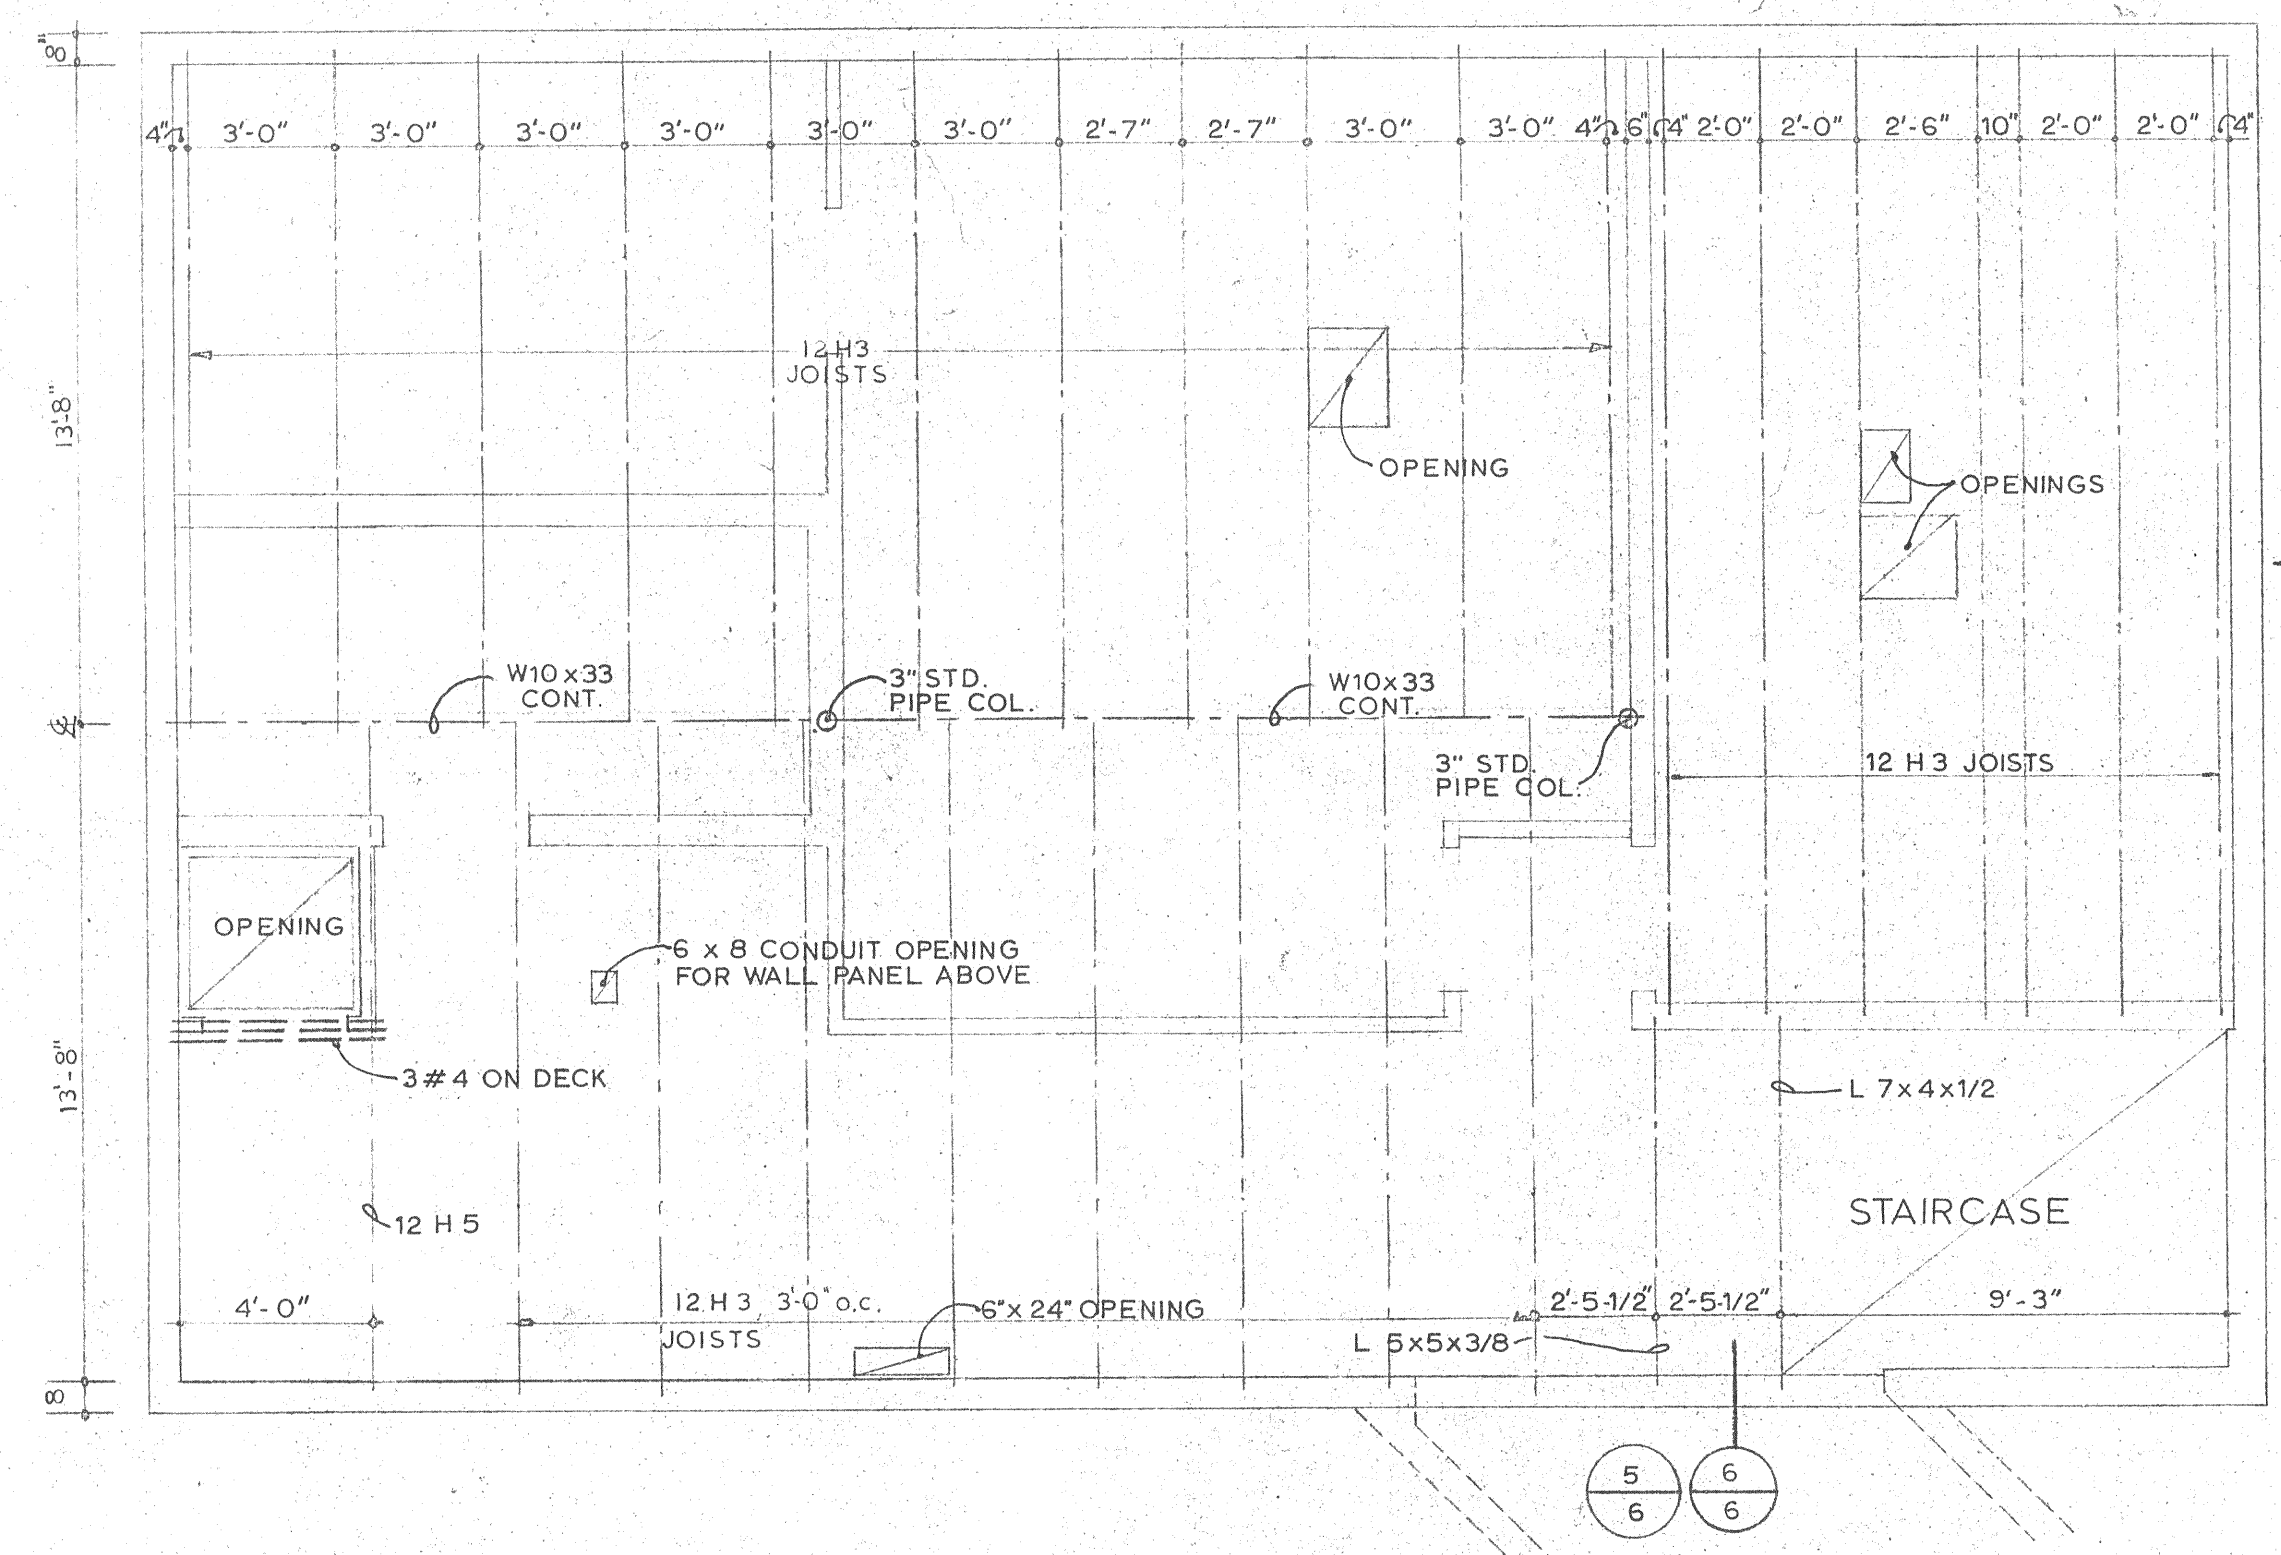 8"
4" 3'-0" 3'-0" 3'-0" 3'-0" 3'-0" 3'-0" 2'-7" 2'-7" 3'-0" 3'-0" 4" 6" 4" 2'-0" 2'-0" 2'-6" 10" 2'-0" 2'-0" 4"
12 H3
JOISTS
13'-8"
OPENING
OPENINGS
W10x33
CONT.
3" STD.
PIPE COL.
W10x33
CONT.
℄
3" STD.
PIPE COL.
12 H3 JOISTS
OPENING
6 x 8 CONDUIT OPENING
FOR WALL PANEL ABOVE
13'-8"
3#4 ON DECK
L 7x4x1/2
12 H5
STAIRCASE
4'-0"
12 H3, 3'-0" o.c.
JOISTS
6"x 24" OPENING
2'-5-1/2" 2'-5-1/2" 9'-3"
L 5x5x3/8
8
5
6
6
6